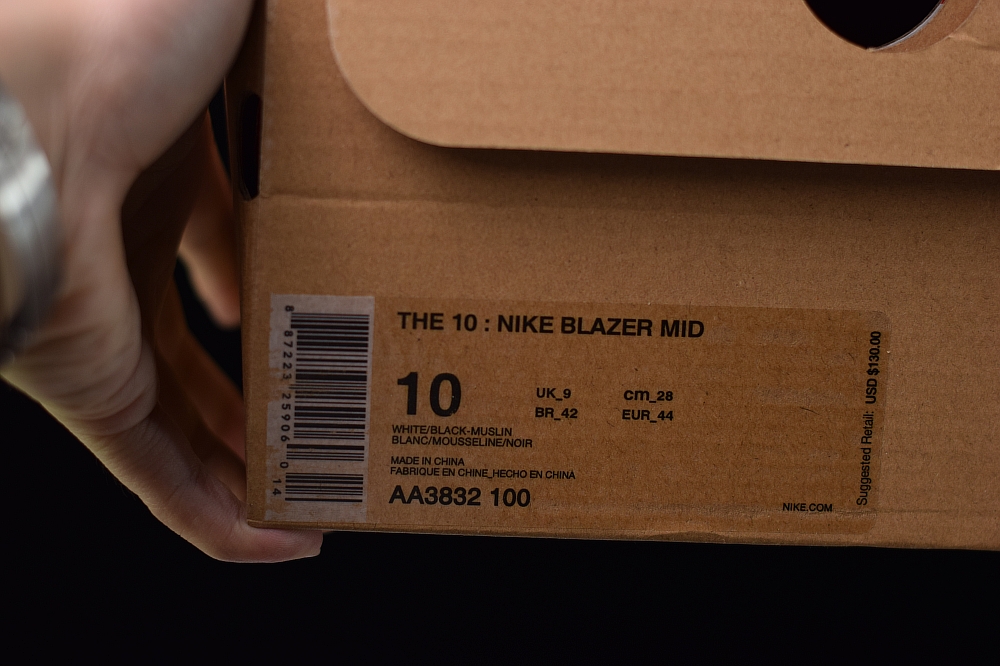 THE 10 : NIKE BLAZER MID
10
UK_9 cm_28
BR_42 EUR_44
WHITE/BLACK-MUSLIN
BLANC/MOUSSELINE/NOIR
MADE IN CHINA
FABRIQUE EN CHINE_HECHO EN CHINA
AA3832 100
NIKE.COM
Suggested Retail: USD $130.00
8 87223 25906 0 14